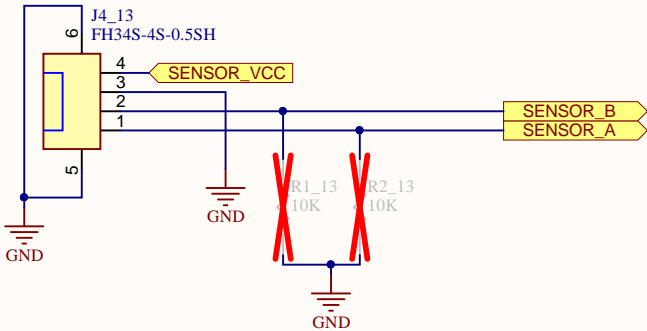 J4_13
FH34S-4S-0.5SH
6
4
SENSOR_VCC
3
2
SENSOR_B
1
SENSOR_A
5
R1_13
R2_13
10K
10K
GND
GND
GND